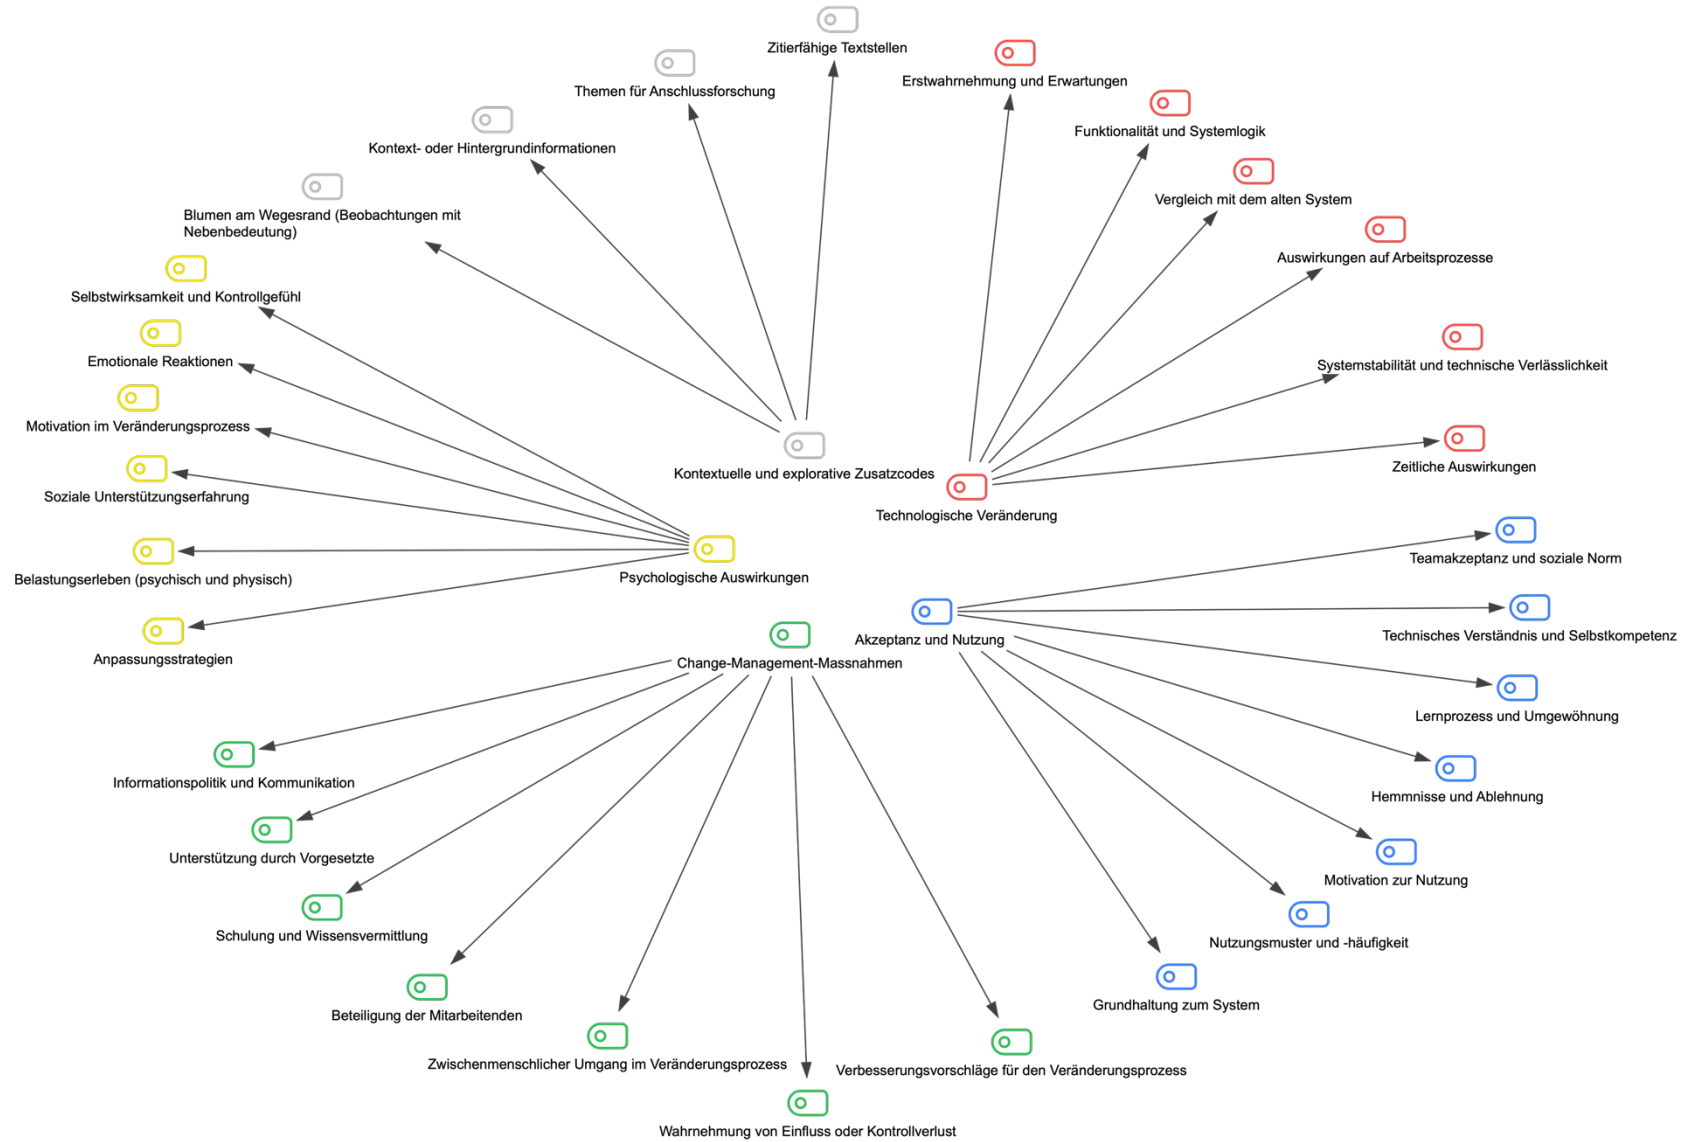 Zitierfähige Textstellen
Themen für Anschlussforschung
Kontext- oder Hintergrundinformationen
Blumen am Wegesrand (Beobachtungen mit
Nebenbedeutung)
Kontextuelle und explorative Zusatzcodes
Erstwahrnehmung und Erwartungen
Funktionalität und Systemlogik
Vergleich mit dem alten System
Auswirkungen auf Arbeitsprozesse
Systemstabilität und technische Verlässlichkeit
Zeitliche Auswirkungen
Technologische Veränderung
Selbstwirksamkeit und Kontrollgefühl
Emotionale Reaktionen
Motivation im Veränderungsprozess
Soziale Unterstützungserfahrung
Belastungserleben (psychisch und physisch)
Anpassungsstrategien
Psychologische Auswirkungen
Teamakzeptanz und soziale Norm
Technisches Verständnis und Selbstkompetenz
Lernprozess und Umgewöhnung
Hemmnisse und Ablehnung
Motivation zur Nutzung
Nutzungsmuster und -häufigkeit
Grundhaltung zum System
Akzeptanz und Nutzung
Change-Management-Massnahmen
Informationspolitik und Kommunikation
Unterstützung durch Vorgesetzte
Schulung und Wissensvermittlung
Beteiligung der Mitarbeitenden
Zwischenmenschlicher Umgang im Veränderungsprozess
Wahrnehmung von Einfluss oder Kontrollverlust
Verbesserungsvorschläge für den Veränderungsprozess